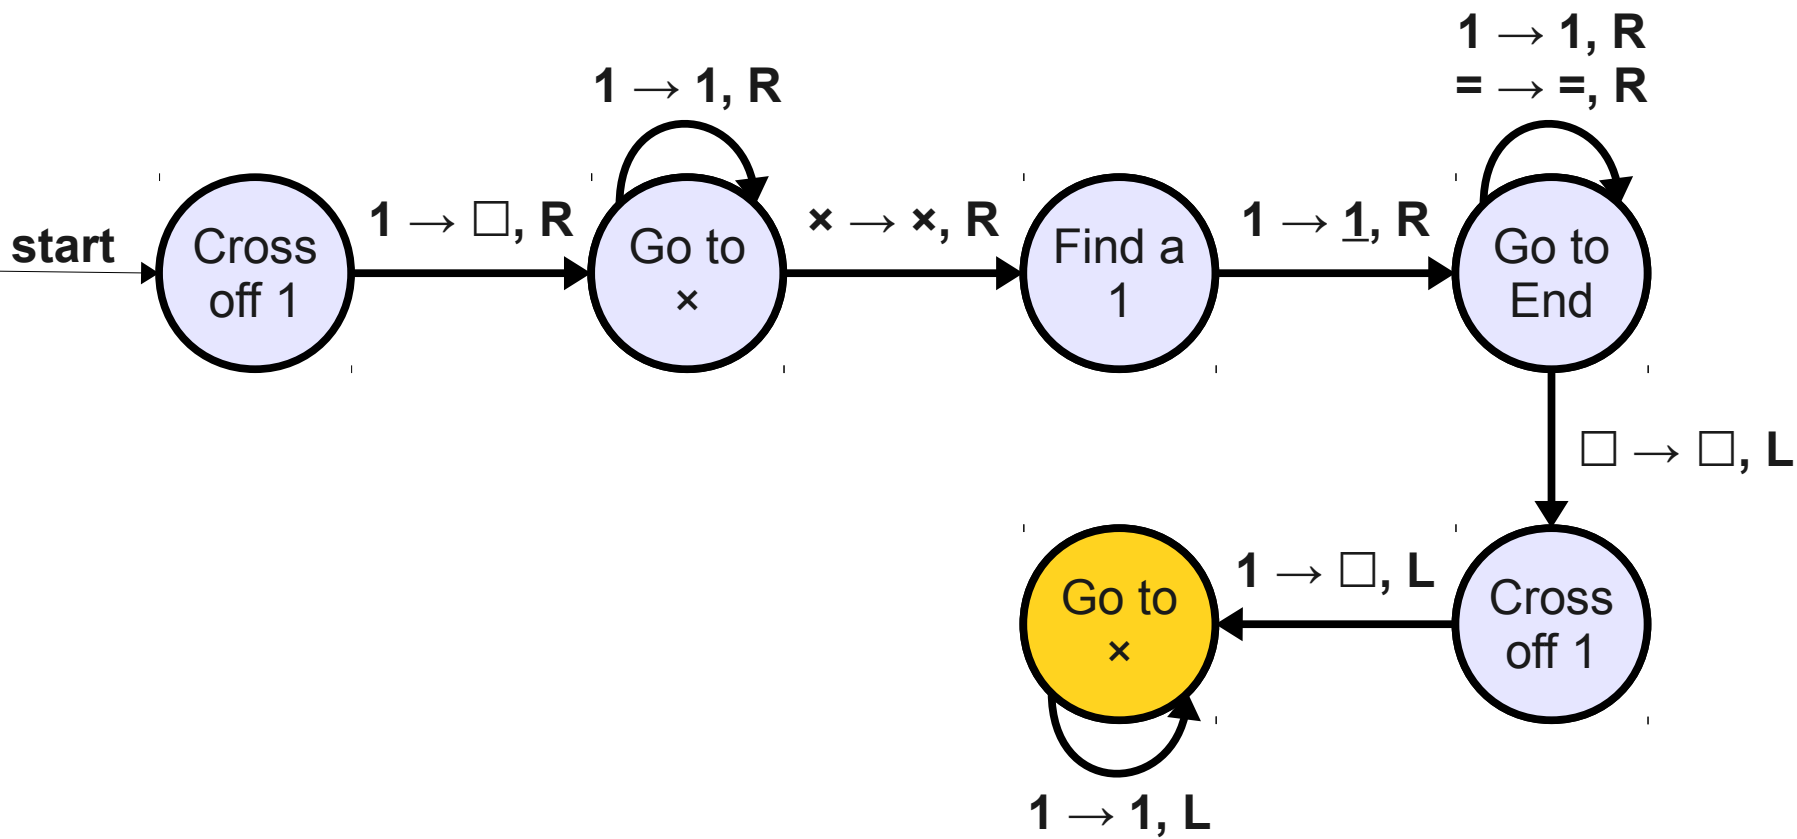 1 → 1, R
= → =, R
1 → 1, R
start
Cross
off 1
1 → □, R
Go to
×
× → ×, R
Find a
1
1 → 1, R
Go to
End
□ → □, L
Go to
×
1 → □, L
Cross
off 1
1 → 1, L